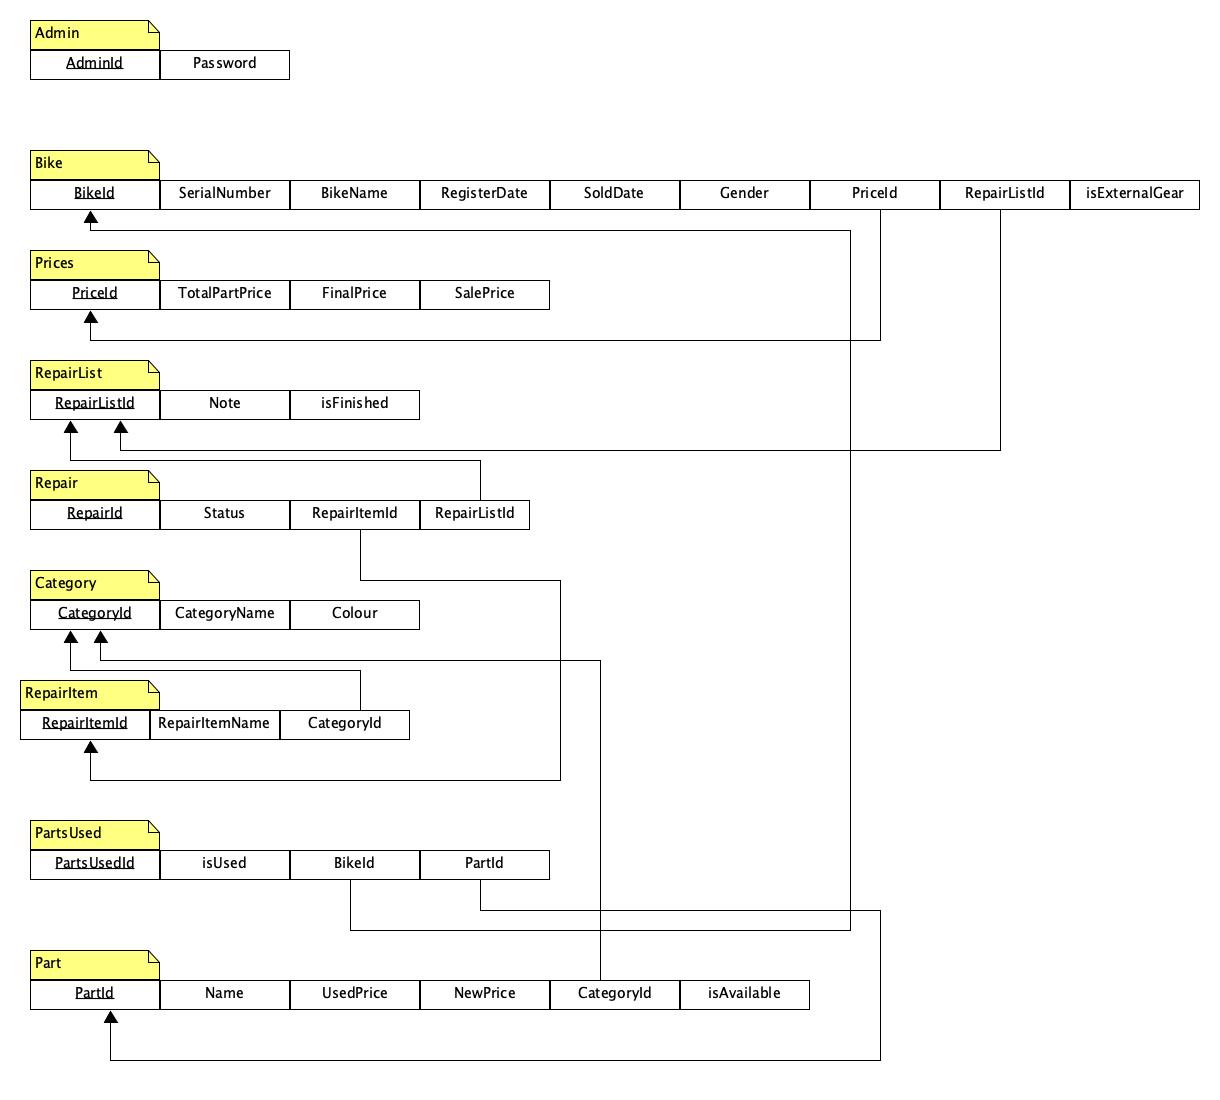 Admin
AdminId Password
Bike
BikeId SerialNumber BikeName RegisterDate SoldDate Gender PriceId RepairListId isExternalGear
Prices
PriceId TotalPartPrice FinalPrice SalePrice
RepairList
RepairListId Note isFinished
Repair
RepairId Status RepairItemId RepairListId
Category
CategoryId CategoryName Colour
RepairItem
RepairItemId RepairItemName CategoryId
PartsUsed
PartsUsedId isUsed BikeId PartId
Part
PartId Name UsedPrice NewPrice CategoryId isAvailable